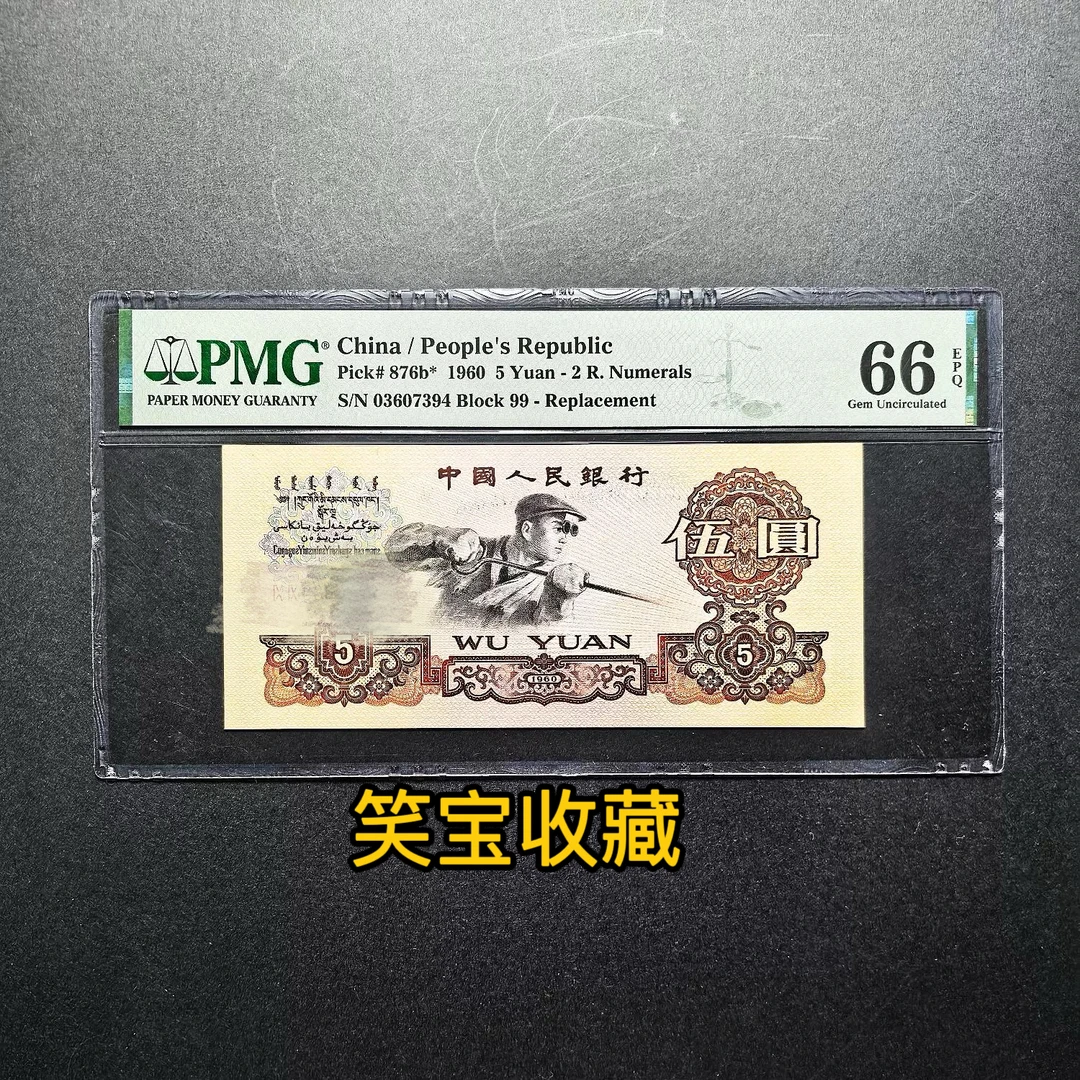 PMG®
PAPER MONEY GUARANTY
China / People's Republic
Pick# 876b* 1960 5 Yuan - 2 R. Numerals
S/N 03607394 Block 99 - Replacement
66
EPQ
Gem Uncirculated
中國人民銀行
伍圓
WU YUAN
5
1960
5
笑宝收藏